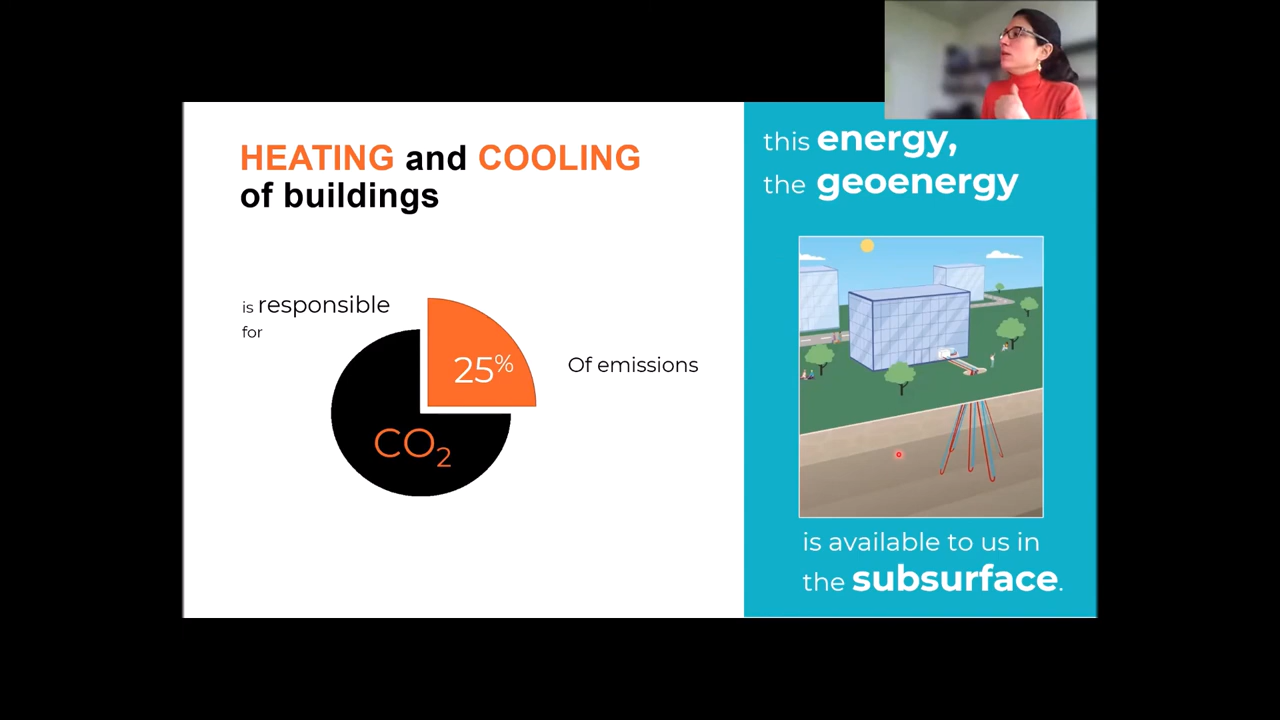 HEATING and COOLING
of buildings
is responsible
for
25%
Of emissions
CO₂
this energy,
the geoenergy
is available to us in
the subsurface.